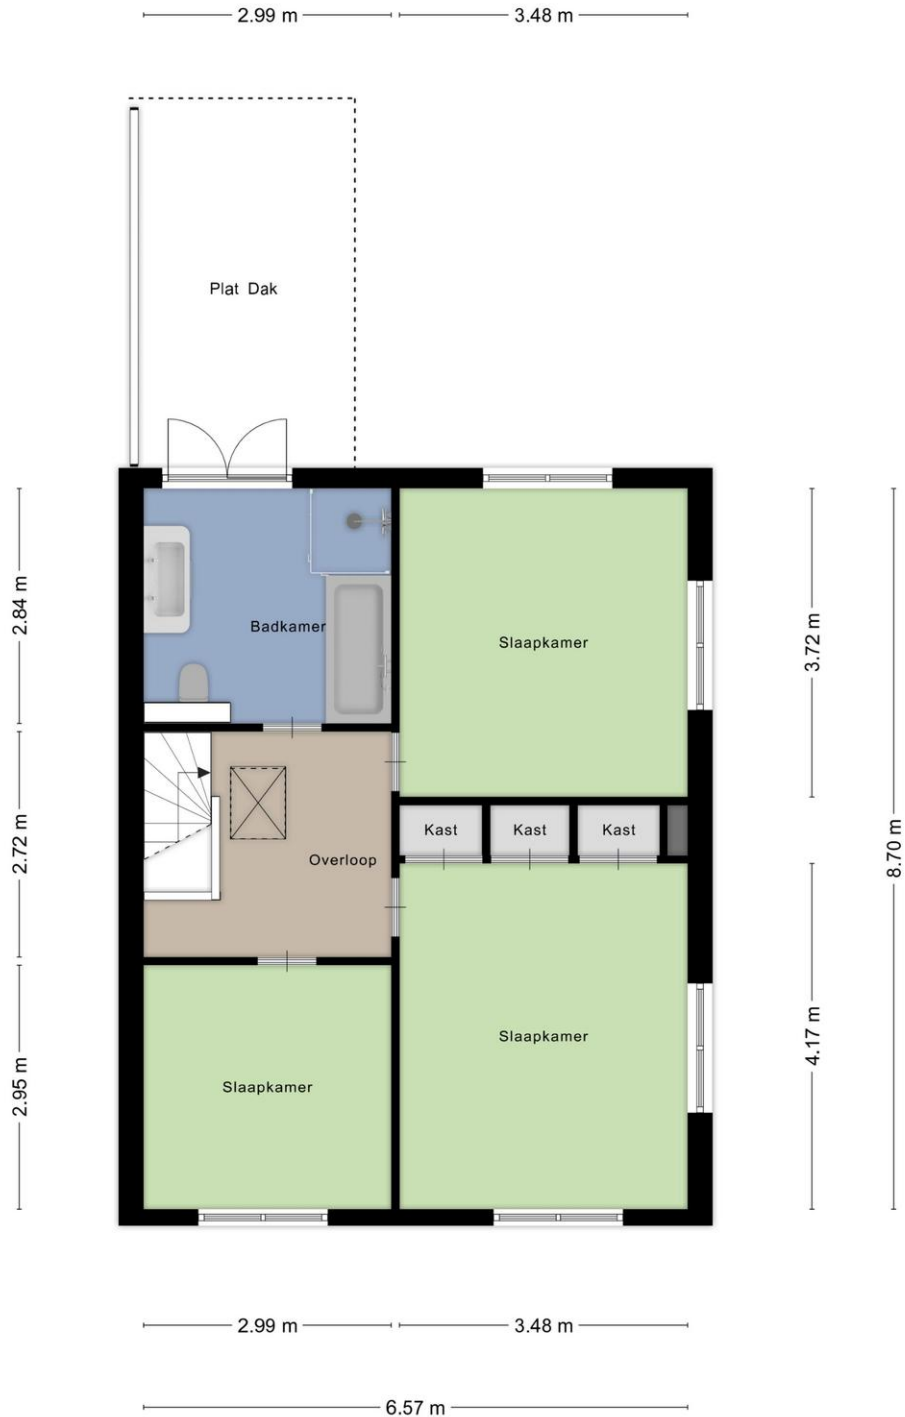 2.99 m
3.48 m
Plat Dak
2.84 m
Badkamer
Slaapkamer
3.72 m
2.72 m
Kast
Kast
Kast
8.70 m
Overloop
Slaapkamer
4.17 m
2.95 m
Slaapkamer
2.99 m
3.48 m
6.57 m